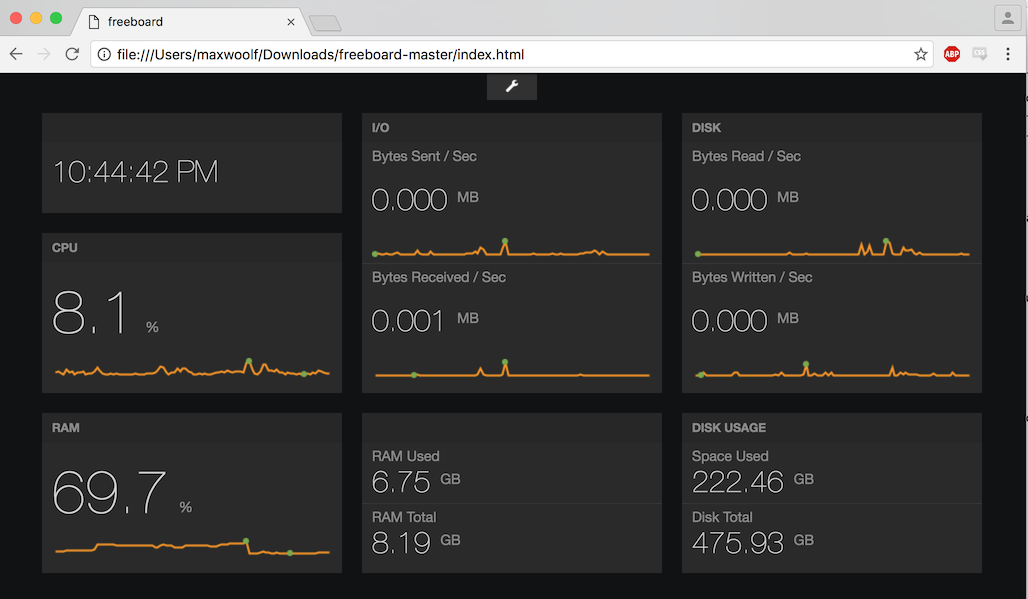 freeboard
file:///Users/maxwoolf/Downloads/freeboard-master/index.html
ABP
10:44:42 PM
CPU
8.1 %
RAM
69.7 %
I/O
Bytes Sent / Sec
0.000 MB
Bytes Received / Sec
0.001 MB
RAM Used
6.75 GB
RAM Total
8.19 GB
DISK
Bytes Read / Sec
0.000 MB
Bytes Written / Sec
0.000 MB
DISK USAGE
Space Used
222.46 GB
Disk Total
475.93 GB